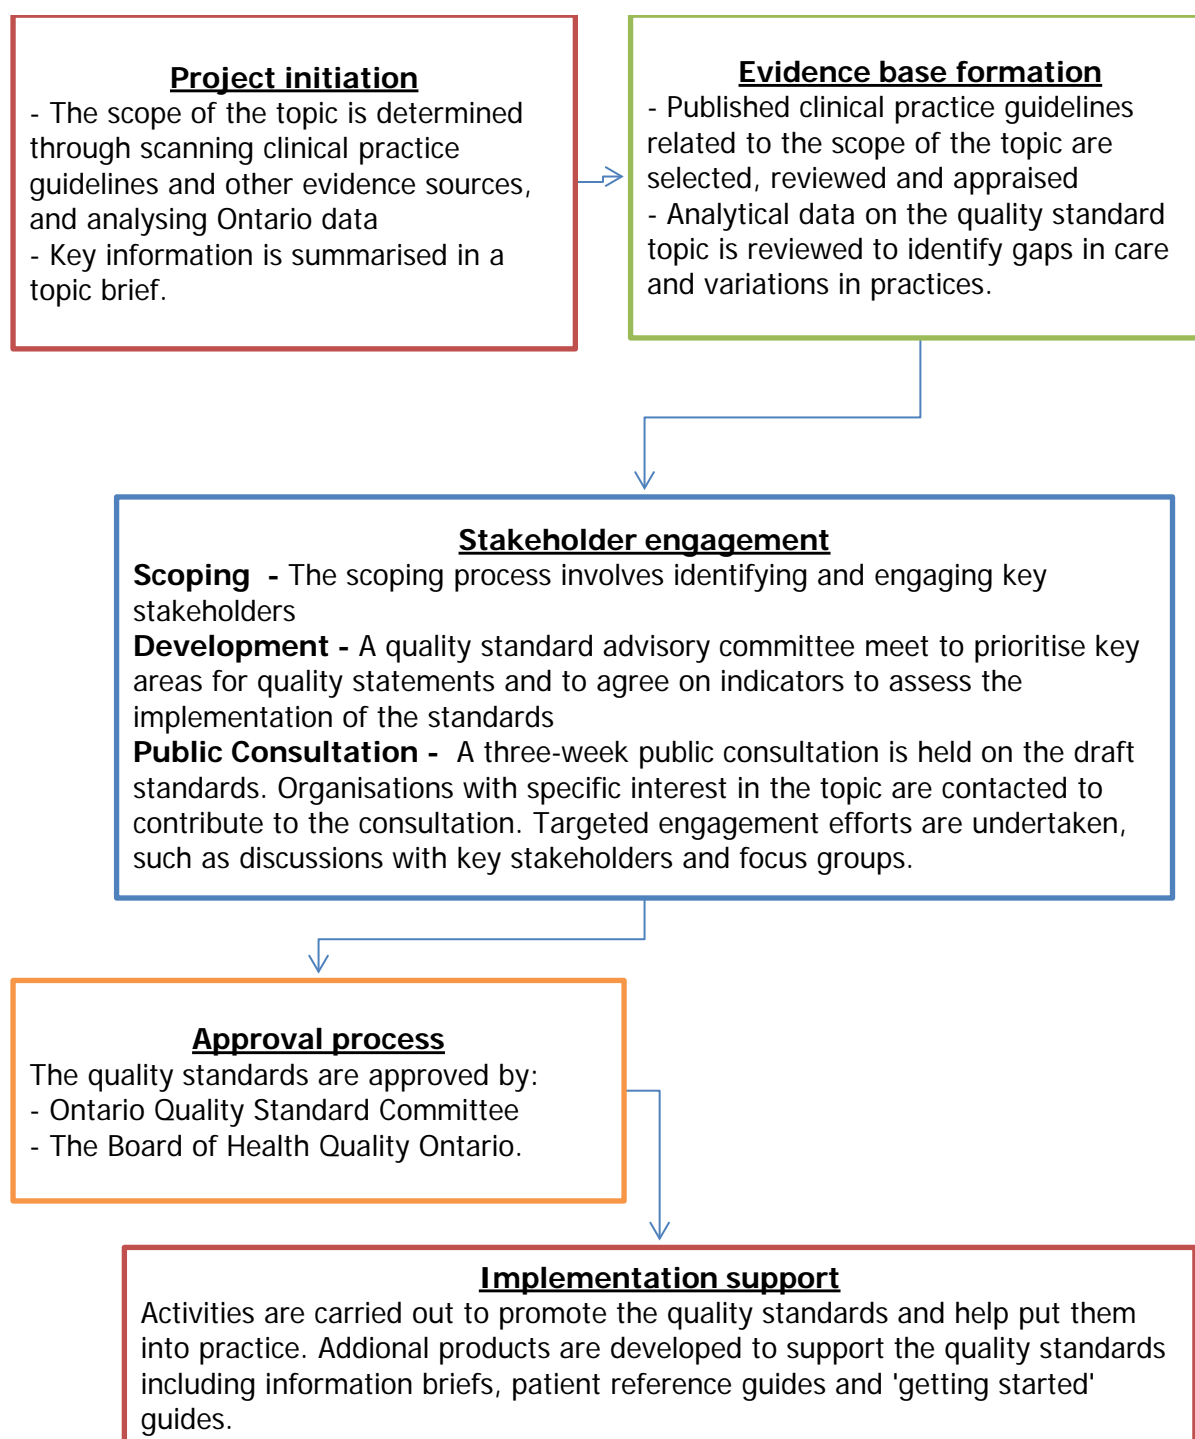 Project initiation
- The scope of the topic is determined
through scanning clinical practice
guidelines and other evidence sources,
and analysing Ontario data
- Key information is summarised in a
topic brief.
Evidence base formation
- Published clinical practice guidelines
related to the scope of the topic are
selected, reviewed and appraised
- Analytical data on the quality standard
topic is reviewed to identify gaps in care
and variations in practices.
Stakeholder engagement
Scoping - The scoping process involves identifying and engaging key
stakeholders
Development - A quality standard advisory committee meet to prioritise key
areas for quality statements and to agree on indicators to assess the
implementation of the standards
Public Consultation - A three-week public consultation is held on the draft
standards. Organisations with specific interest in the topic are contacted to
contribute to the consultation. Targeted engagement efforts are undertaken,
such as discussions with key stakeholders and focus groups.
Approval process
The quality standards are approved by:
- Ontario Quality Standard Committee
- The Board of Health Quality Ontario.
Implementation support
Activities are carried out to promote the quality standards and help put them
into practice. Addional products are developed to support the quality standards
including information briefs, patient reference guides and 'getting started'
guides.